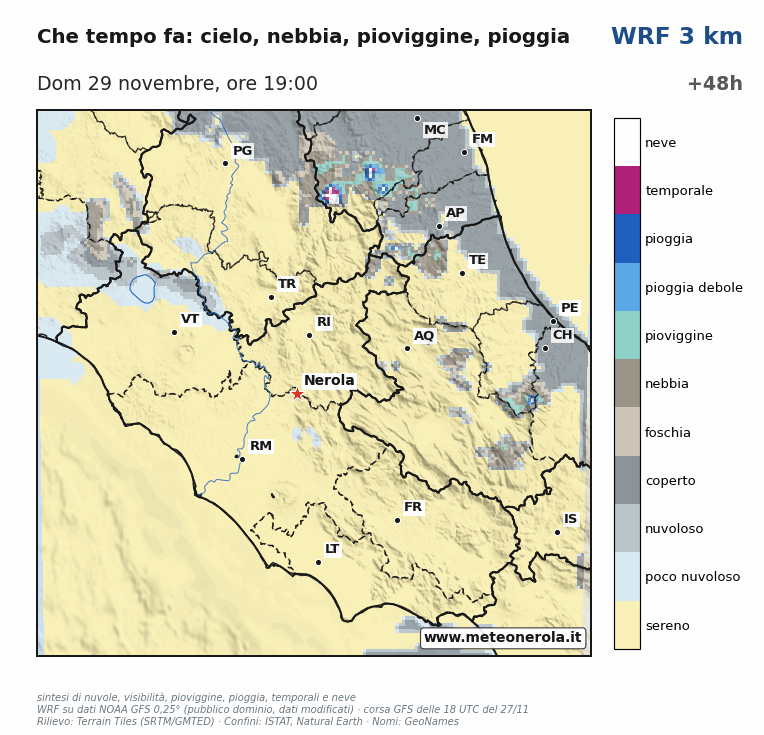 Che tempo fa: cielo, nebbia, pioviggine, pioggia
WRF 3 km
Dom 29 novembre, ore 19:00
+48h
MC
FM
PG
AP
TE
TR
PE
VT
RI
AQ
CH
Nerola
RM
FR
IS
LT
www.meteonerola.it
neve
temporale
pioggia
pioggia debole
pioviggine
nebbia
foschia
coperto
nuvoloso
poco nuvoloso
sereno
sintesi di nuvole, visibilità, pioviggine, pioggia, temporali e neve
WRF su dati NOAA GFS 0,25° (pubblico dominio, dati modificati) · corsa GFS delle 18 UTC del 27/11
Rilievo: Terrain Tiles (SRTM/GMTED) · Confini: ISTAT, Natural Earth · Nomi: GeoNames